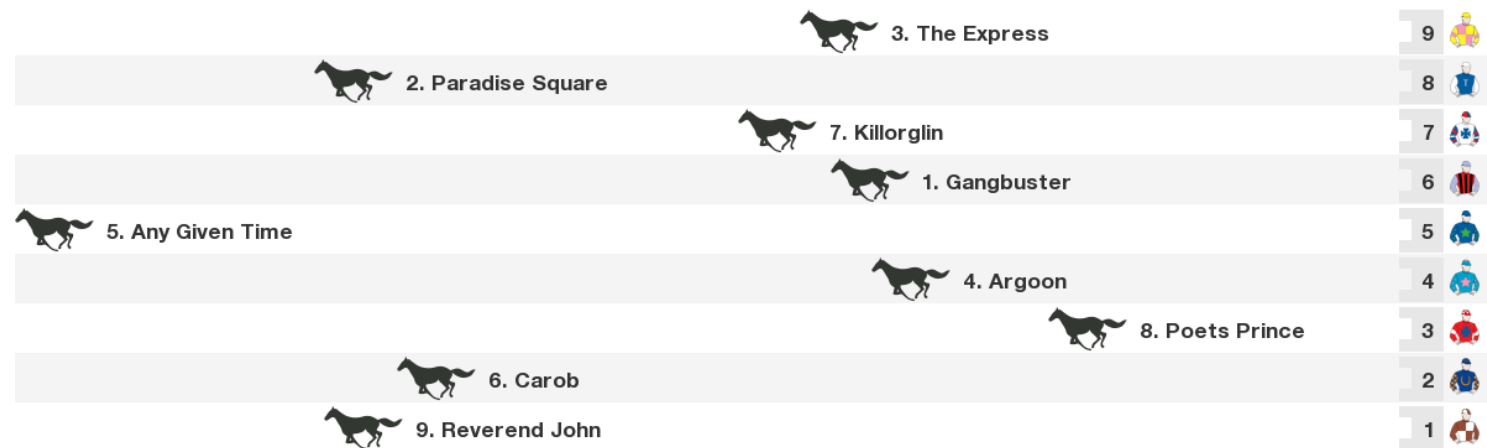 3. The Express 9
2. Paradise Square 8 T
7. Killorglin 7
1. Gangbuster 6
5. Any Given Time 5
4. Argoon 4
8. Poets Prince 3
6. Carob 2
9. Reverend John 1